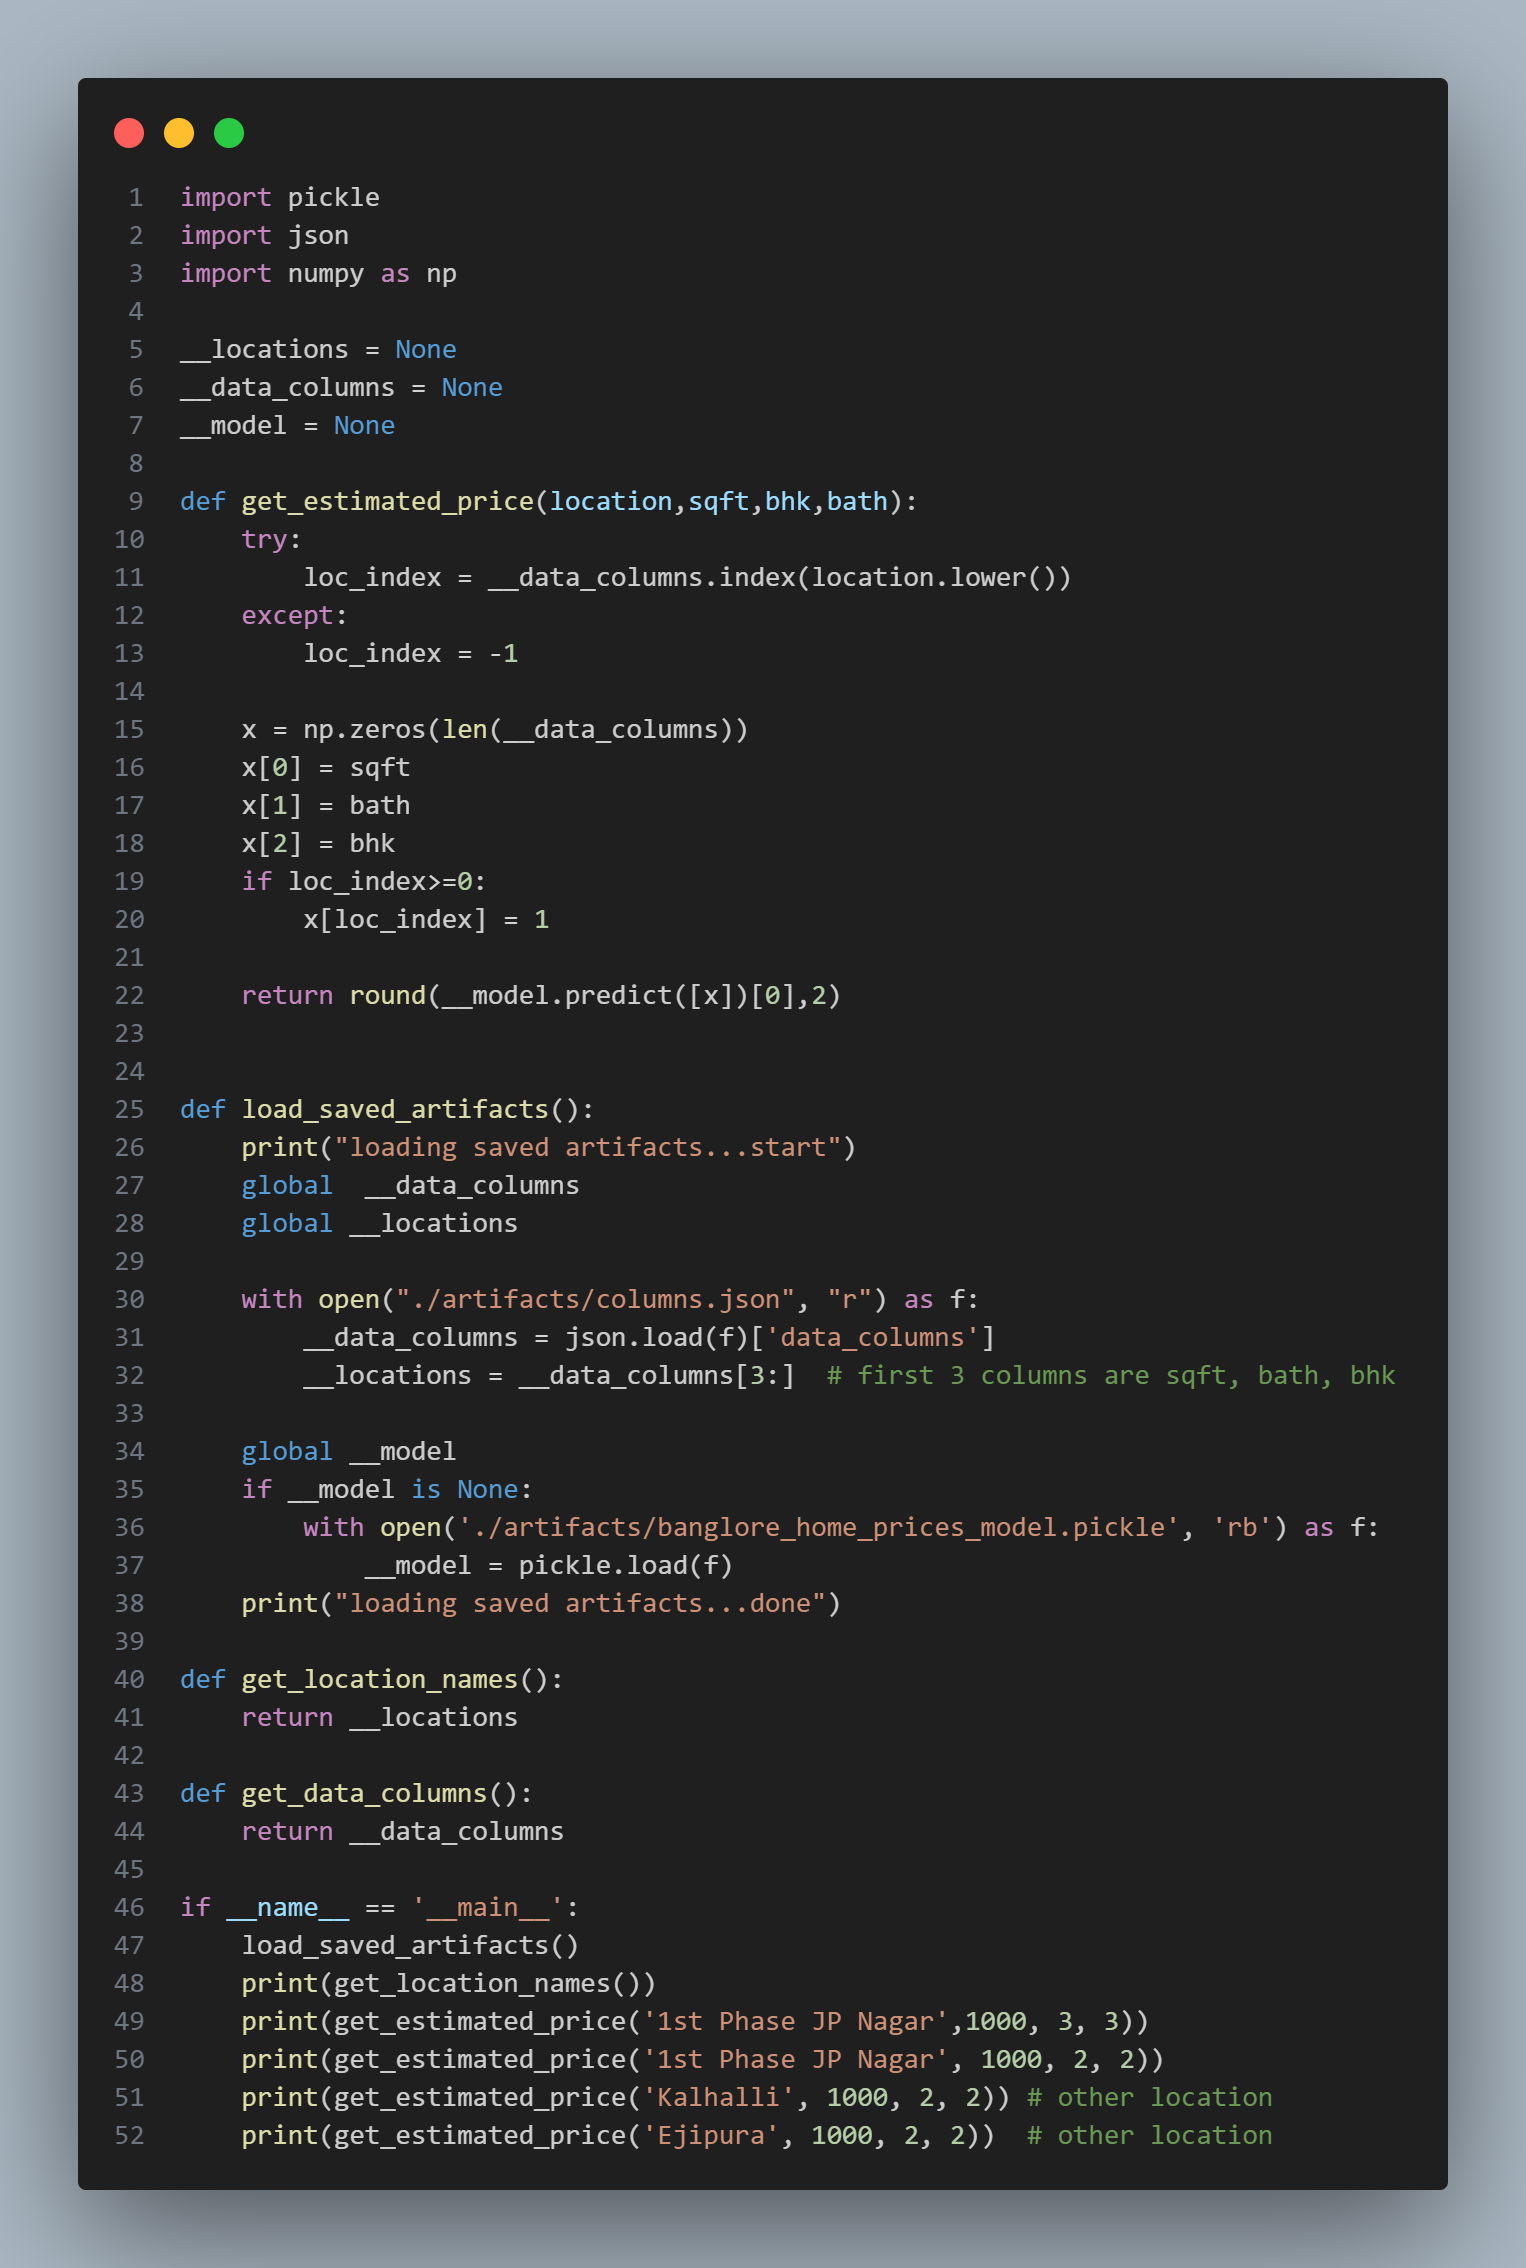 1 import pickle
2 import json
3 import numpy as np
4
5 __locations = None
6 __data_columns = None
7 __model = None
8
9 def get_estimated_price(location,sqft,bhk,bath):
10     try:
11         loc_index = __data_columns.index(location.lower())
12     except:
13         loc_index = -1
14
15     x = np.zeros(len(__data_columns))
16     x[0] = sqft
17     x[1] = bath
18     x[2] = bhk
19     if loc_index>=0:
20         x[loc_index] = 1
21
22     return round(__model.predict([x])[0],2)
23
24
25 def load_saved_artifacts():
26     print("loading saved artifacts...start")
27     global  __data_columns
28     global __locations
29
30     with open("./artifacts/columns.json", "r") as f:
31         __data_columns = json.load(f)['data_columns']
32         __locations = __data_columns[3:]  # first 3 columns are sqft, bath, bhk
33
34     global __model
35     if __model is None:
36         with open('./artifacts/banglore_home_prices_model.pickle', 'rb') as f:
37             __model = pickle.load(f)
38     print("loading saved artifacts...done")
39
40 def get_location_names():
41     return __locations
42
43 def get_data_columns():
44     return __data_columns
45
46 if __name__ == '__main__':
47     load_saved_artifacts()
48     print(get_location_names())
49     print(get_estimated_price('1st Phase JP Nagar',1000, 3, 3))
50     print(get_estimated_price('1st Phase JP Nagar', 1000, 2, 2))
51     print(get_estimated_price('Kalhalli', 1000, 2, 2)) # other location
52     print(get_estimated_price('Ejipura', 1000, 2, 2))  # other location